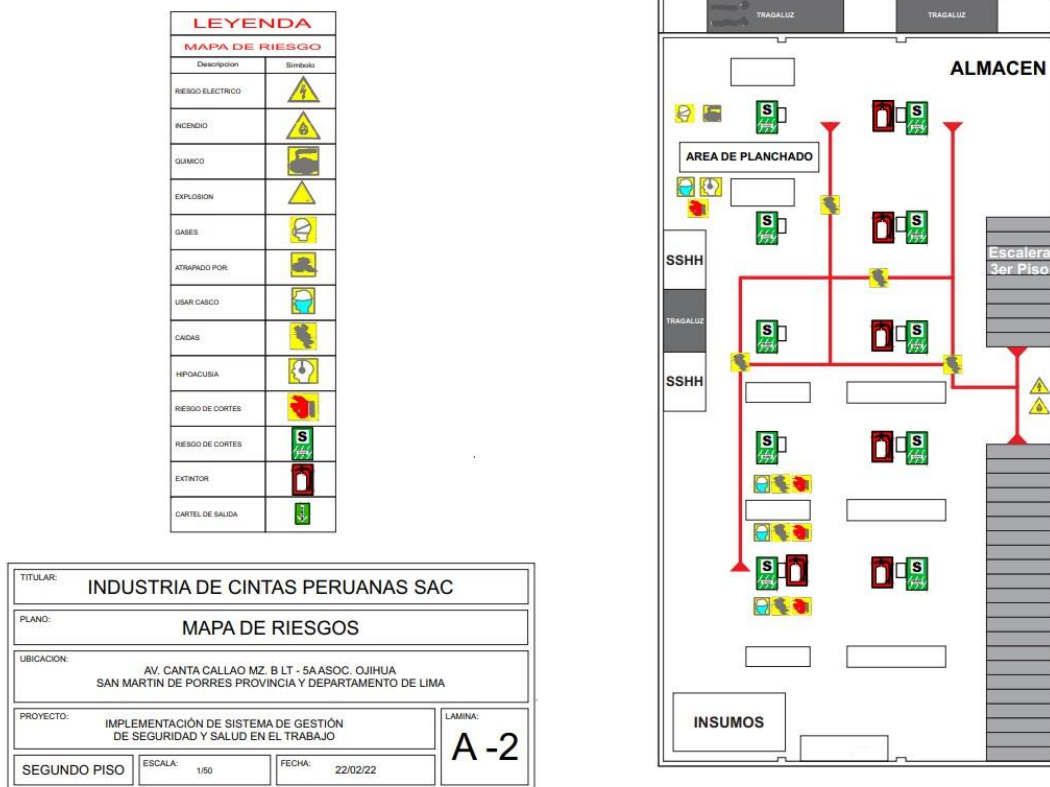 LEYENDA
MAPA DE RIESGO
Descripcion Simbolo
RIESGO ELECTRICO
INCENDIO
QUIMICO
EXPLOSION
GASES
ATRAPADO POR:
USAR CASCO
CAIDAS
HIPOACUSIA
RIESGO DE CORTES
RIESGO DE CORTES
S
EXTINTOR
CARTEL DE SALIDA
TITULAR: INDUSTRIA DE CINTAS PERUANAS SAC
PLANO: MAPA DE RIESGOS
UBICACION:
AV. CANTA CALLAO MZ. B LT - 5A ASOC. OJIHUA
SAN MARTIN DE PORRES PROVINCIA Y DEPARTAMENTO DE LIMA
PROYECTO:
IMPLEMENTACIÓN DE SISTEMA DE GESTIÓN
DE SEGURIDAD Y SALUD EN EL TRABAJO
LAMINA:
A -2
SEGUNDO PISO
ESCALA: 1/50
FECHA: 22/02/22
TRAGALUZ TRAGALUZ
ALMACEN
S S
AREA DE PLANCHADO
S S
SSHH
Escalera
3er Piso
TRAGALUZ
S S
SSHH
S S
S S
INSUMOS